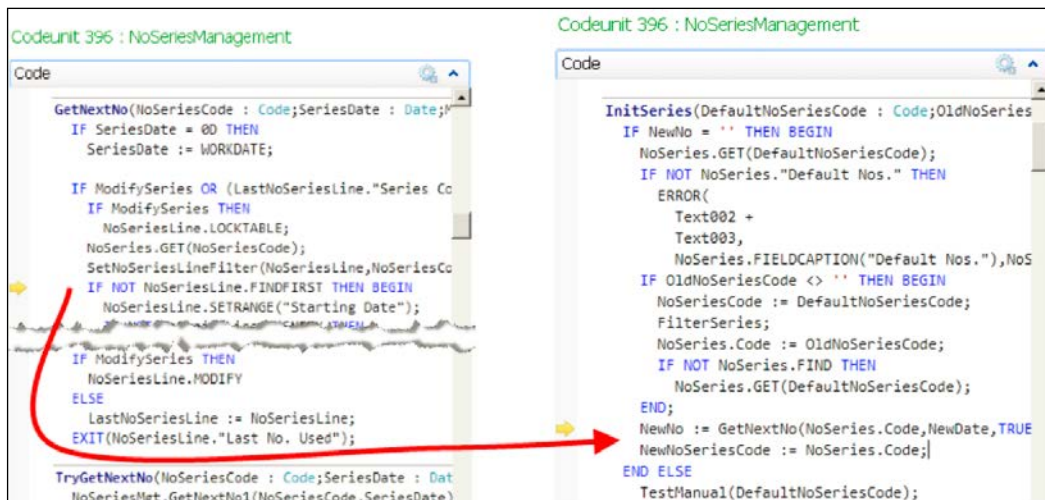 Codeunit 396 : NoSeriesManagement
Code
GetNextNo(NoSeriesCode : Code;SeriesDate : Date;M
IF SeriesDate = 0D THEN
SeriesDate := WORKDATE;
IF ModifySeries OR (LastNoSeriesLine."Series Co
IF ModifySeries THEN
NoSeriesLine.LOCKTABLE;
NoSeries.GET(NoSeriesCode);
SetNoSeriesLineFilter(NoSeriesLine,NoSeriesCo
IF NOT NoSeriesLine.FINDFIRST THEN BEGIN
NoSeriesLine.SETRANGE("Starting Date");
IF ModifySeries THEN
NoSeriesLine.MODIFY
ELSE
LastNoSeriesLine := NoSeriesLine;
EXIT(NoSeriesLine."Last No. Used");
TryGetNextNo(NoSeriesCode : Code;SeriesDate : Dat
NoSeriesMgt.GetNextNo1(NoSeriesCode,SeriesDate)
Codeunit 396 : NoSeriesManagement
Code
InitSeries(DefaultNoSeriesCode : Code;OldNoSeries
IF NewNo = '' THEN BEGIN
NoSeries.GET(DefaultNoSeriesCode);
IF NOT NoSeries."Default Nos." THEN
ERROR(
Text002 +
Text003,
NoSeries.FIELDCAPTION("Default Nos."),NoS
IF OldNoSeriesCode <> '' THEN BEGIN
NoSeriesCode := DefaultNoSeriesCode;
FilterSeries;
NoSeries.Code := OldNoSeriesCode;
IF NOT NoSeries.FIND THEN
NoSeries.GET(DefaultNoSeriesCode);
END;
NewNo := GetNextNo(NoSeries.Code,NewDate,TRUE
NewNoSeriesCode := NoSeries.Code;
END ELSE
TestManual(DefaultNoSeriesCode);